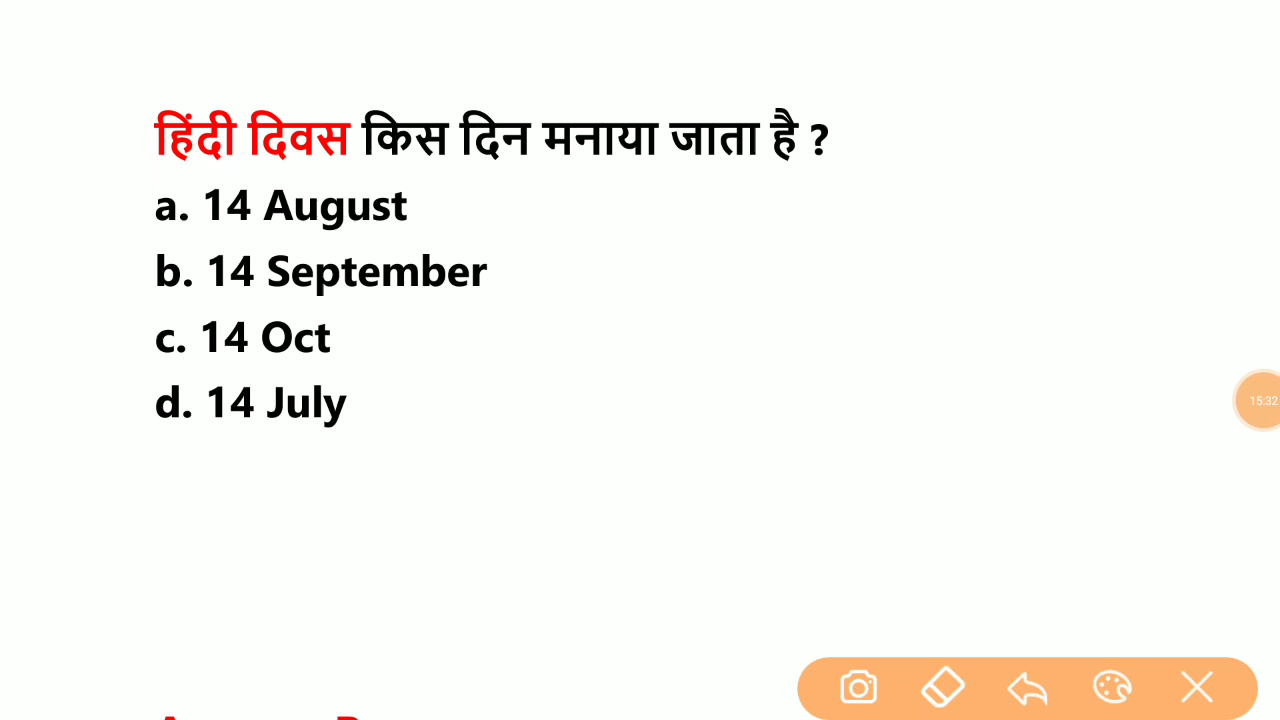 हिंदी दिवस किस दिन मनाया जाता है ?
a. 14 August
b. 14 September
c. 14 Oct
d. 14 July
15:32